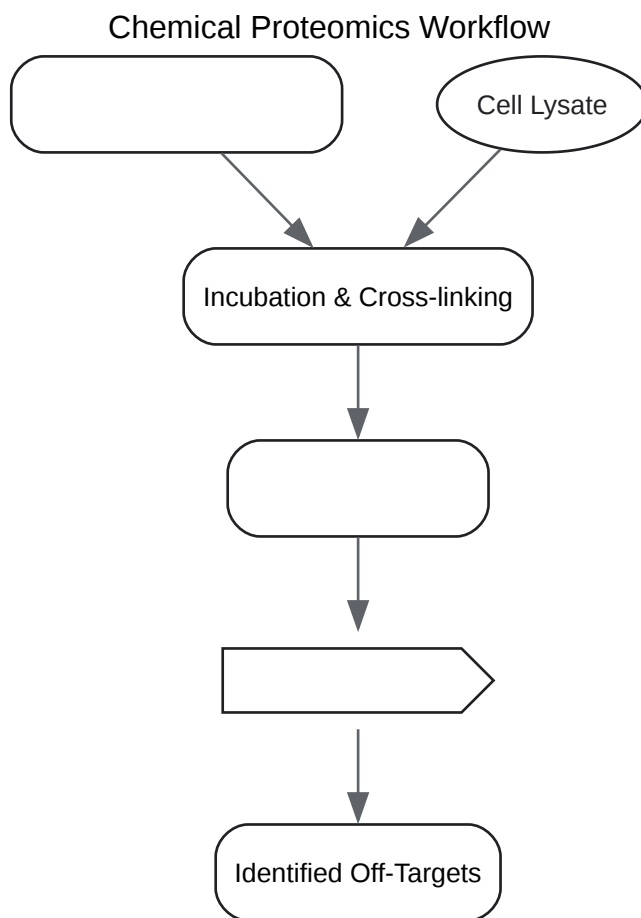 Chemical Proteomics Workflow
Cell Lysate
Incubation & Cross-linking
Identified Off-Targets